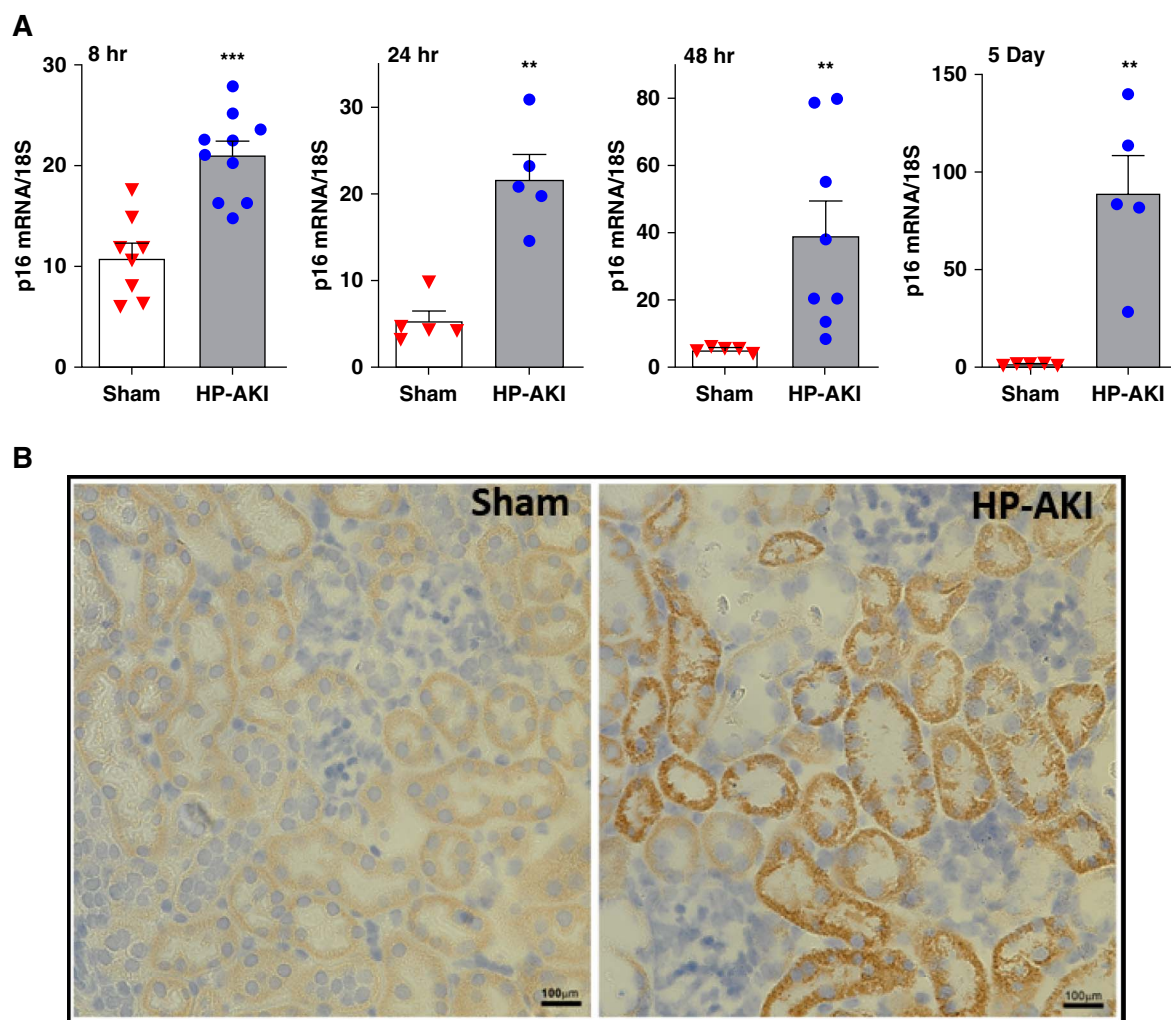 A
8 hr
***
p16 mRNA/18S
30
20
10
0
Sham HP-AKI
24 hr
**
p16 mRNA/18S
30
20
10
0
Sham HP-AKI
48 hr
**
p16 mRNA/18S
80
60
40
20
0
Sham HP-AKI
5 Day
**
p16 mRNA/18S
150
100
50
0
Sham HP-AKI
B
Sham
100µm
HP-AKI
100µm